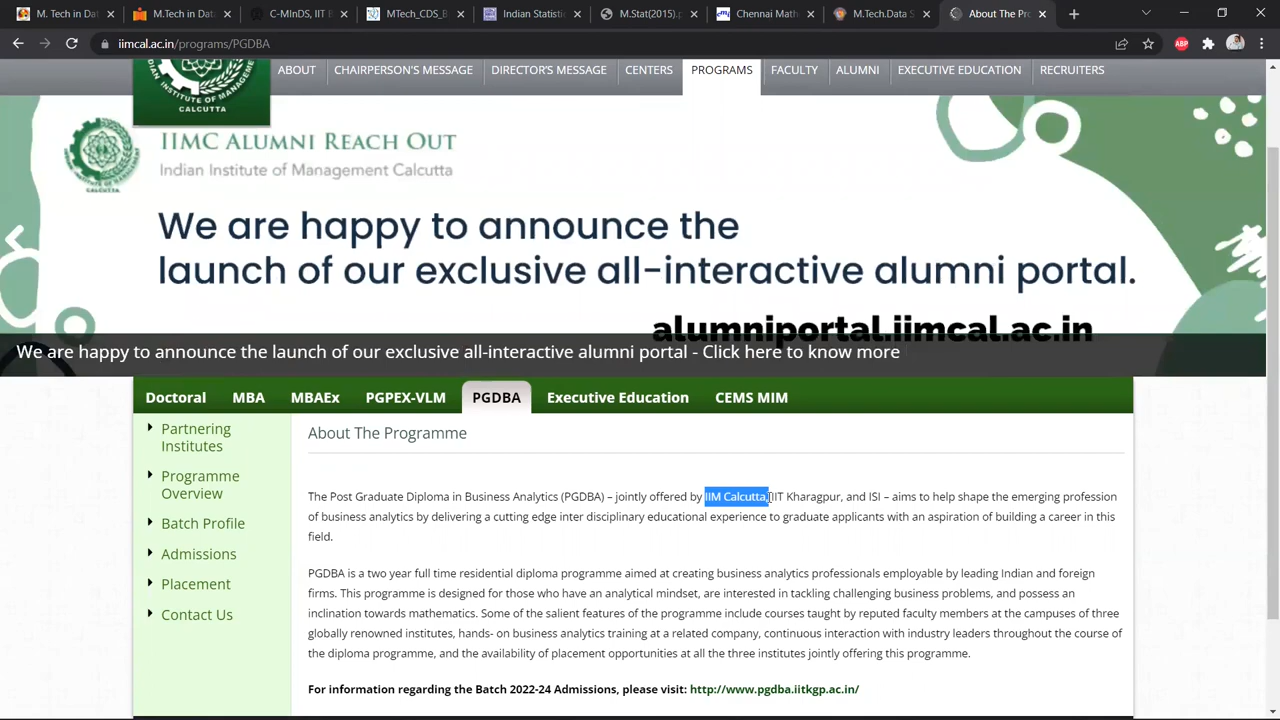 M. Tech in Dat
M.Tech in Data
C-MInDS, IIT B
MTech_CDS_B
Indian Statistic
M.Stat(2015).p
Chennai Math
M.Tech.Data S
About The Pro
iimcal.ac.in/programs/PGDBA
ABP
ABOUT
CHAIRPERSON'S MESSAGE
DIRECTOR'S MESSAGE
CENTERS
PROGRAMS
FACULTY
ALUMNI
EXECUTIVE EDUCATION
RECRUITERS
INDIAN INSTITUTE OF MANAGEMENT
CALCUTTA
IIMC ALUMNI REACH OUT
Indian Institute of Management Calcutta
We are happy to announce the
launch of our exclusive all-interactive alumni portal.
alumniportal.iimcal.ac.in
We are happy to announce the launch of our exclusive all-interactive alumni portal - Click here to know more
Doctoral
MBA
MBAEx
PGPEX-VLM
PGDBA
Executive Education
CEMS MIM
Partnering
Institutes
Programme
Overview
Batch Profile
Admissions
Placement
Contact Us
About The Programme
The Post Graduate Diploma in Business Analytics (PGDBA) – jointly offered by IIM Calcutta, IIT Kharagpur, and ISI – aims to help shape the emerging profession
of business analytics by delivering a cutting edge inter disciplinary educational experience to graduate applicants with an aspiration of building a career in this
field.
PGDBA is a two year full time residential diploma programme aimed at creating business analytics professionals employable by leading Indian and foreign
firms. This programme is designed for those who have an analytical mindset, are interested in tackling challenging business problems, and possess an
inclination towards mathematics. Some of the salient features of the programme include courses taught by reputed faculty members at the campuses of three
globally renowned institutes, hands- on business analytics training at a related company, continuous interaction with industry leaders throughout the course of
the diploma programme, and the availability of placement opportunities at all the three institutes jointly offering this programme.
For information regarding the Batch 2022-24 Admissions, please visit: http://www.pgdba.iitkgp.ac.in/